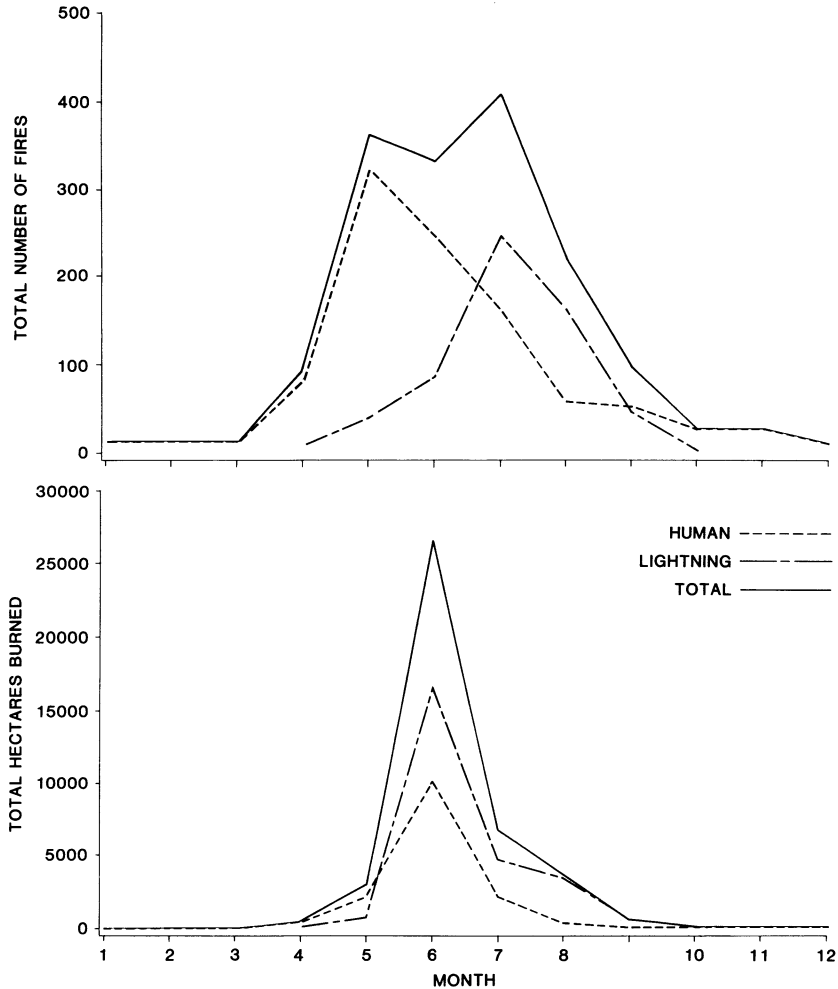 500
400
300
200
100
0
TOTAL NUMBER OF FIRES
30000
25000
20000
15000
10000
5000
0
TOTAL HECTARES BURNED
HUMAN
LIGHTNING
TOTAL
1 2 3 4 5 6 7 8 10 11 12
MONTH